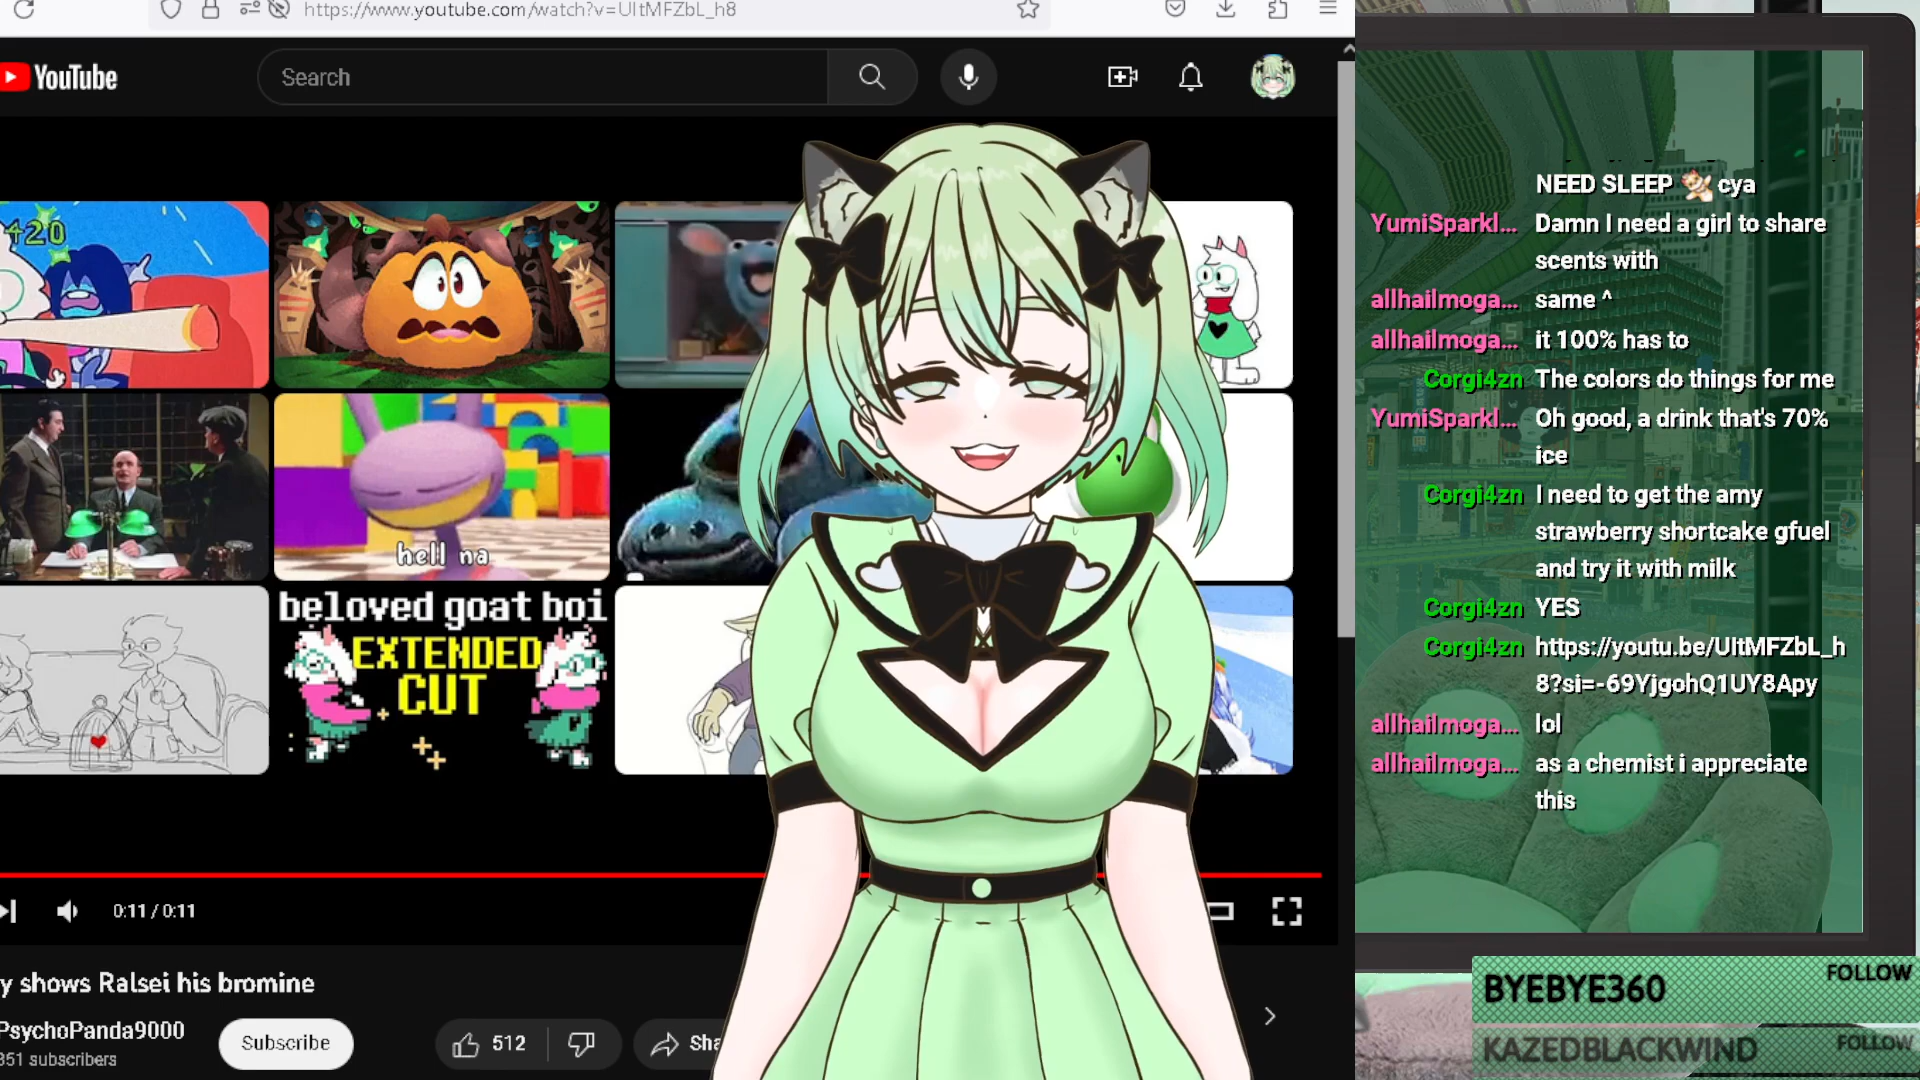 https://www.youtube.com/watch?v=UItMFZbL_h8
YouTube
Search
420
hell na
beloved goat boi
EXTENDED
CUT
0:11 / 0:11
y shows Ralsei his bromine
PsychoPanda9000
351 subscribers
Subscribe
512
Sha
NEED SLEEP cya
YumiSparkl... Damn I need a girl to share
scents with
allhailmoga... same ^
allhailmoga... it 100% has to
Corgi4zn The colors do things for me
YumiSparkl... Oh good, a drink that's 70%
ice
Corgi4zn I need to get the amy
strawberry shortcake gfuel
and try it with milk
Corgi4zn YES
Corgi4zn https://youtu.be/UItMFZbL_h
8?si=-69YjgohQ1UY8Apy
allhailmoga... lol
allhailmoga... as a chemist i appreciate
this
BYEBYE360 FOLLOW
KAZEDBLACKWIND FOLLOW